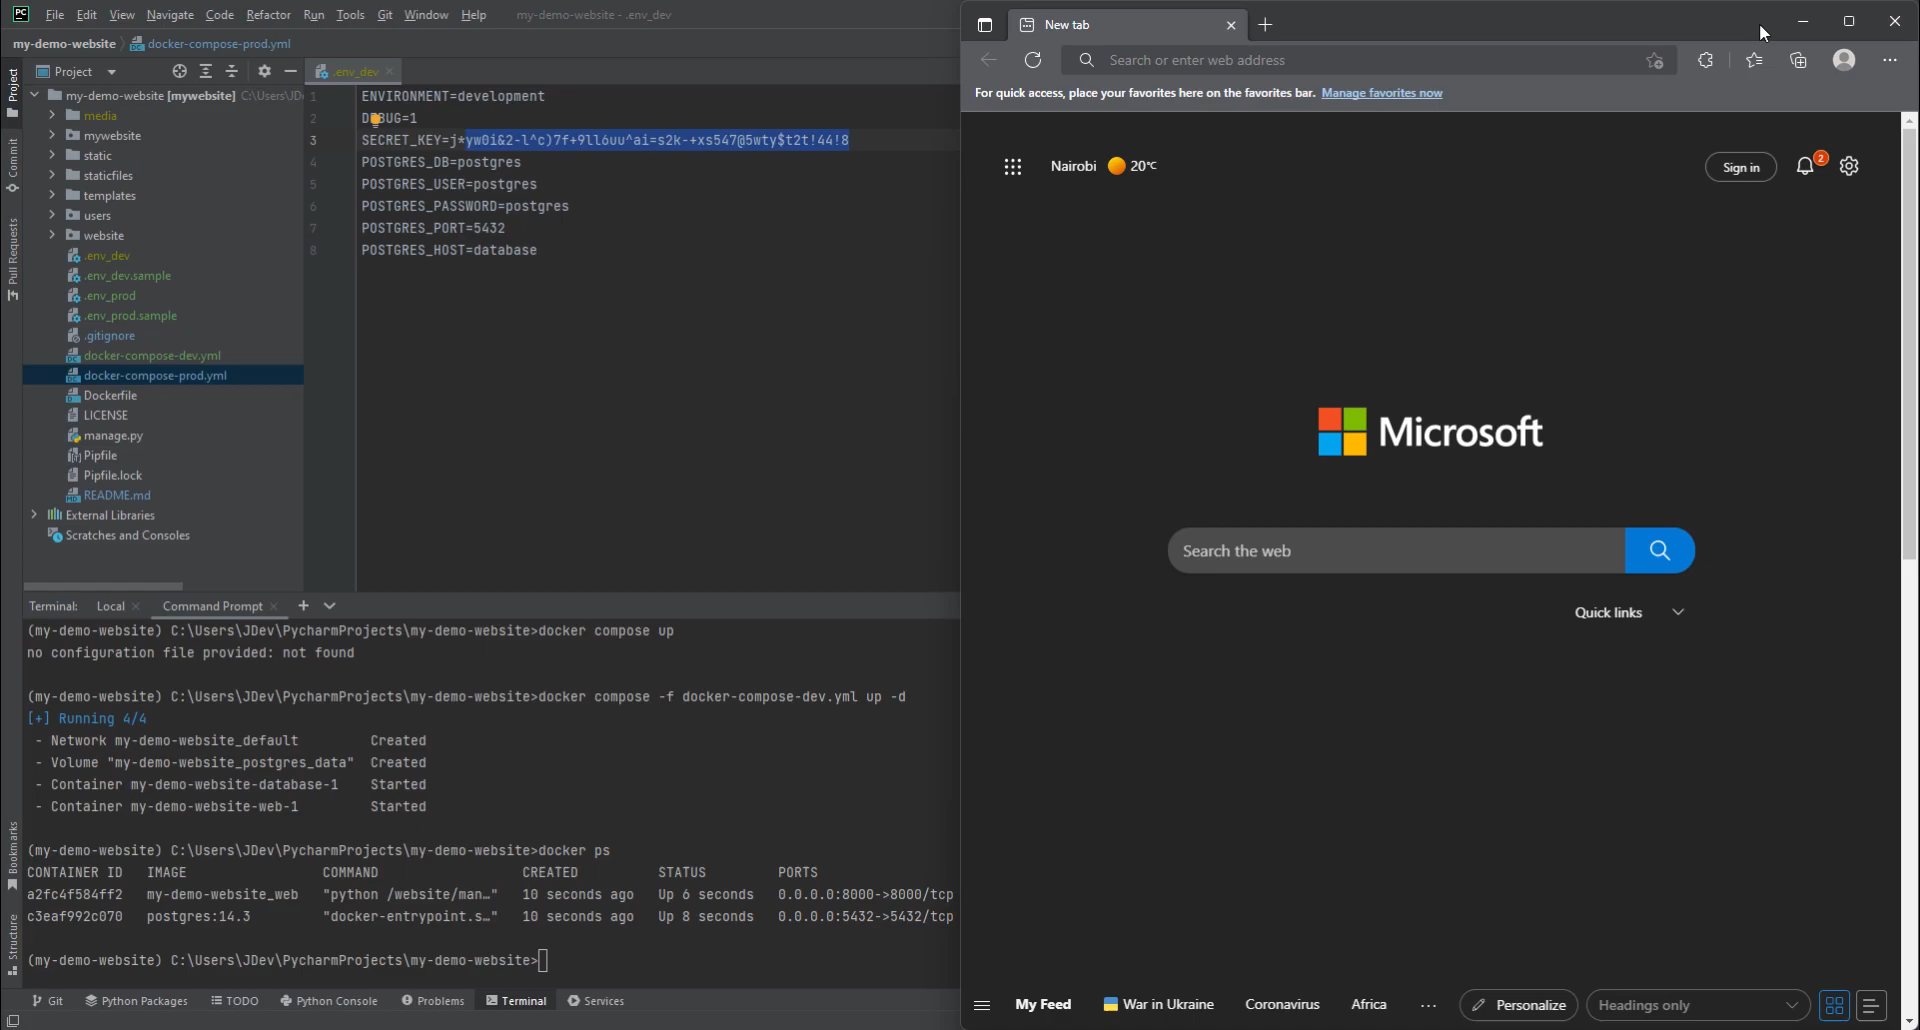 PC File Edit View Navigate Code Refactor Run Tools Git Window Help my-demo-website - .env_dev
my-demo-website docker-compose-prod.yml
Project
.env_dev
my-demo-website [mywebsite] C:\Users\JD
media
mywebsite
static
staticfiles
templates
users
website
.env_dev
.env_dev.sample
.env_prod
.env_prod.sample
.gitignore
docker-compose-dev.yml
docker-compose-prod.yml
Dockerfile
LICENSE
manage.py
Pipfile
Pipfile.lock
README.md
External Libraries
Scratches and Consoles
Project
Commit
Pull Requests
Bookmarks
Structure
1 ENVIRONMENT=development
2 DEBUG=1
3 SECRET_KEY=j*yw0i&2-l^c)7f+9ll6uu^ai=s2k-+xs547@5wty$t2t!44!8
4 POSTGRES_DB=postgres
5 POSTGRES_USER=postgres
6 POSTGRES_PASSWORD=postgres
7 POSTGRES_PORT=5432
8 POSTGRES_HOST=database
Terminal: Local Command Prompt
(my-demo-website) C:\Users\JDev\PycharmProjects\my-demo-website>docker compose up
no configuration file provided: not found
(my-demo-website) C:\Users\JDev\PycharmProjects\my-demo-website>docker compose -f docker-compose-dev.yml up -d
[+] Running 4/4
- Network my-demo-website_default Created
- Volume "my-demo-website_postgres_data" Created
- Container my-demo-website-database-1 Started
- Container my-demo-website-web-1 Started
(my-demo-website) C:\Users\JDev\PycharmProjects\my-demo-website>docker ps
CONTAINER ID IMAGE COMMAND CREATED STATUS PORTS
a2fc4f584ff2 my-demo-website_web "python /website/man…" 10 seconds ago Up 6 seconds 0.0.0.0:8000->8000/tcp
c3eaf992c070 postgres:14.3 "docker-entrypoint.s…" 10 seconds ago Up 8 seconds 0.0.0.0:5432->5432/tcp
(my-demo-website) C:\Users\JDev\PycharmProjects\my-demo-website>
Git Python Packages TODO Python Console Problems Terminal Services
New tab
Search or enter web address
For quick access, place your favorites here on the favorites bar. Manage favorites now
Nairobi 20°C
Sign in 2
Microsoft
Search the web
Quick links
My Feed War in Ukraine Coronavirus Africa ... Personalize Headings only